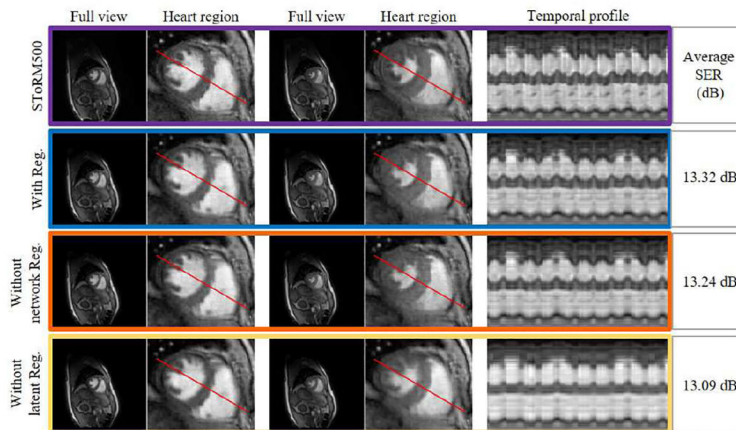 Full view Heart region Full view Heart region Temporal profile
SToRM500
Average
SER
(dB)
With Reg.
13.32 dB
Without
network Reg.
13.24 dB
Without
latent Reg.
13.09 dB